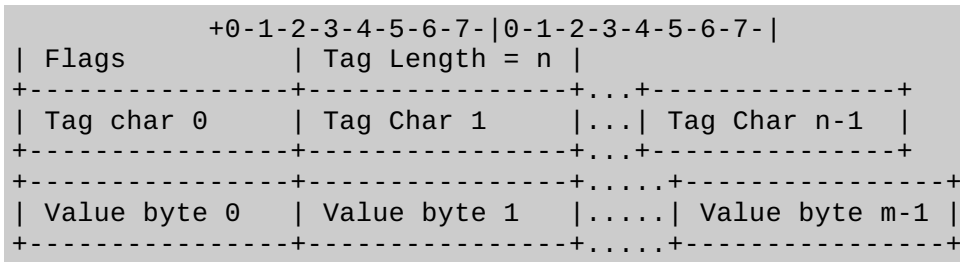 +0-1-2-3-4-5-6-7-|0-1-2-3-4-5-6-7-|
| Flags          | Tag Length = n |
+----------------+----------------+...+---------------+
| Tag char 0     | Tag Char 1     |...| Tag Char n-1  |
+----------------+----------------+...+---------------+
+----------------+----------------+.....+----------------+
| Value byte 0   | Value byte 1   |.....| Value byte m-1 |
+----------------+----------------+.....+----------------+